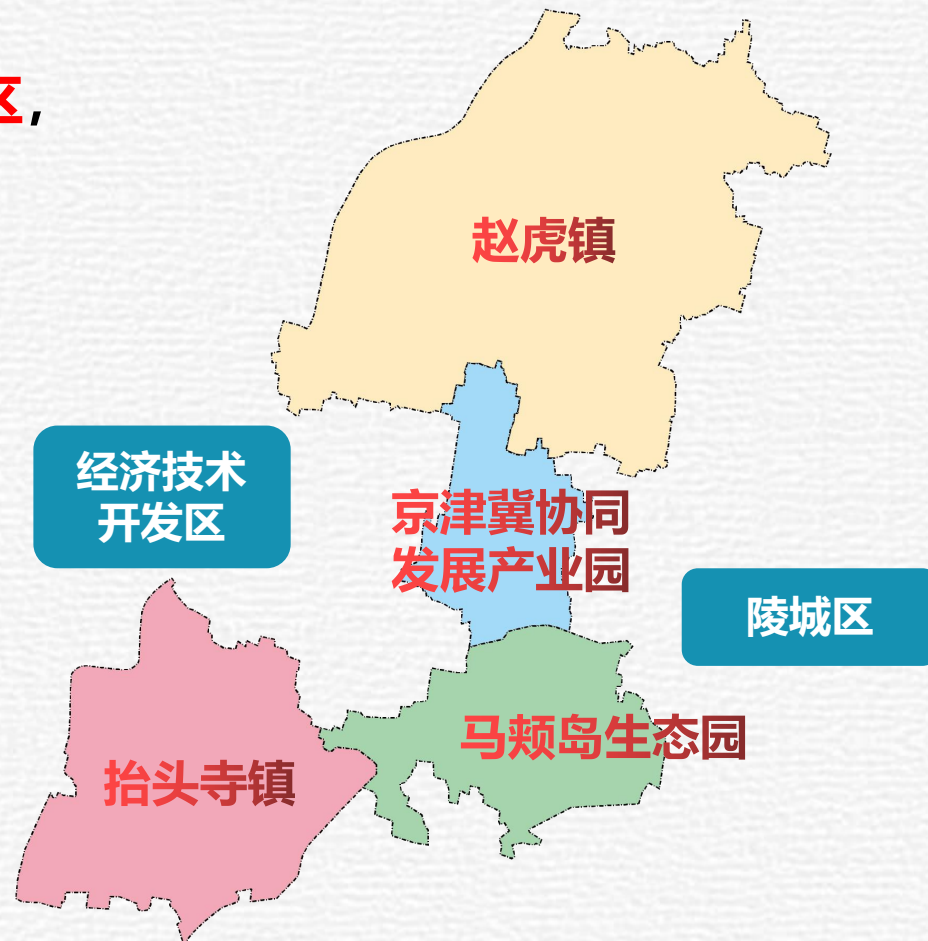 区,
赵虎镇
经济技术
开发区
京津冀协同
发展产业园
陵城区
马颊岛生态园
抬头寺镇